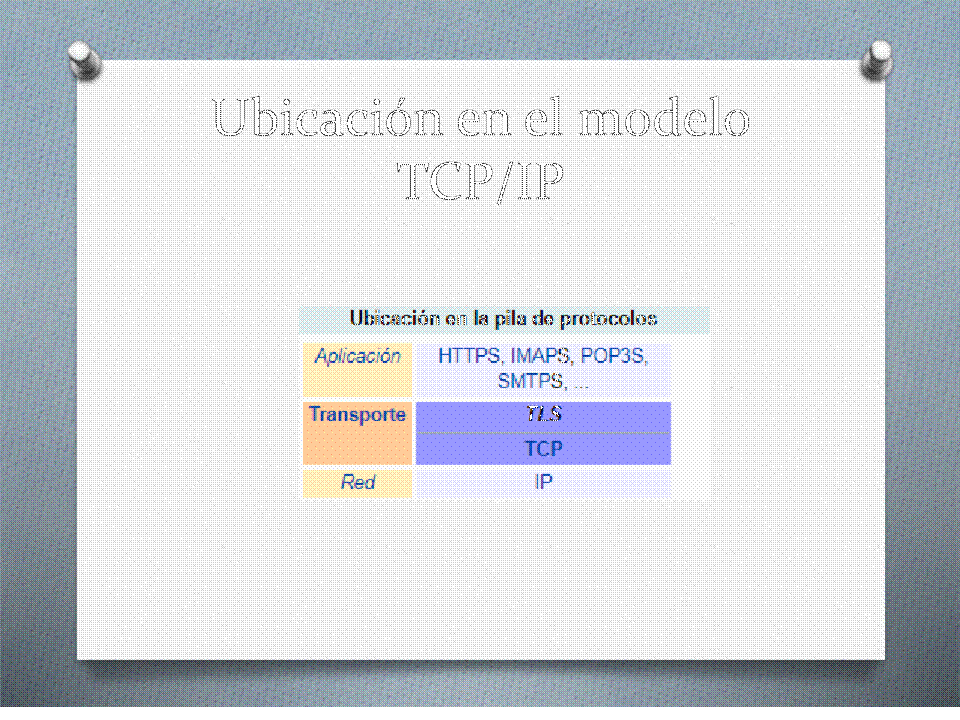 Ubicación en el modelo
TCP/IP
Ubicación en la pila de protocolos
Aplicación HTTPS, IMAPS, POP3S,
SMTPS, ...
Transporte TLS
TCP
Red IP